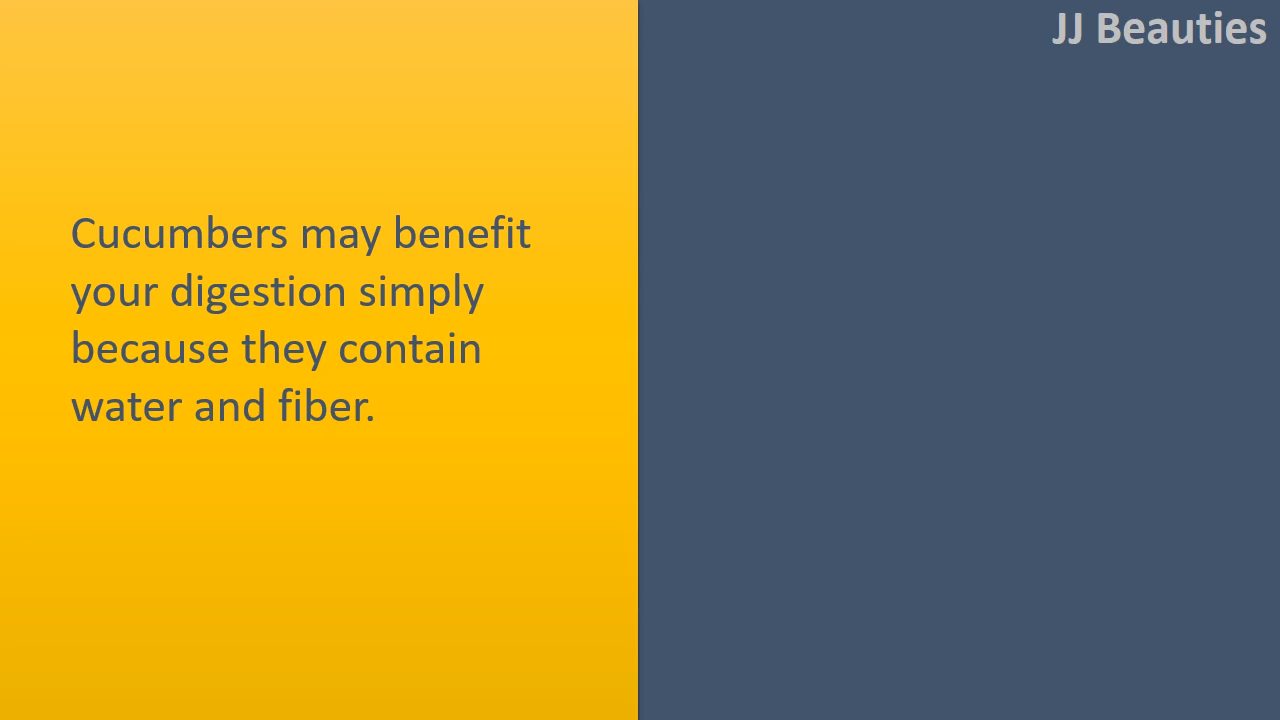 JJ Beauties
Cucumbers may benefit
your digestion simply
because they contain
water and fiber.